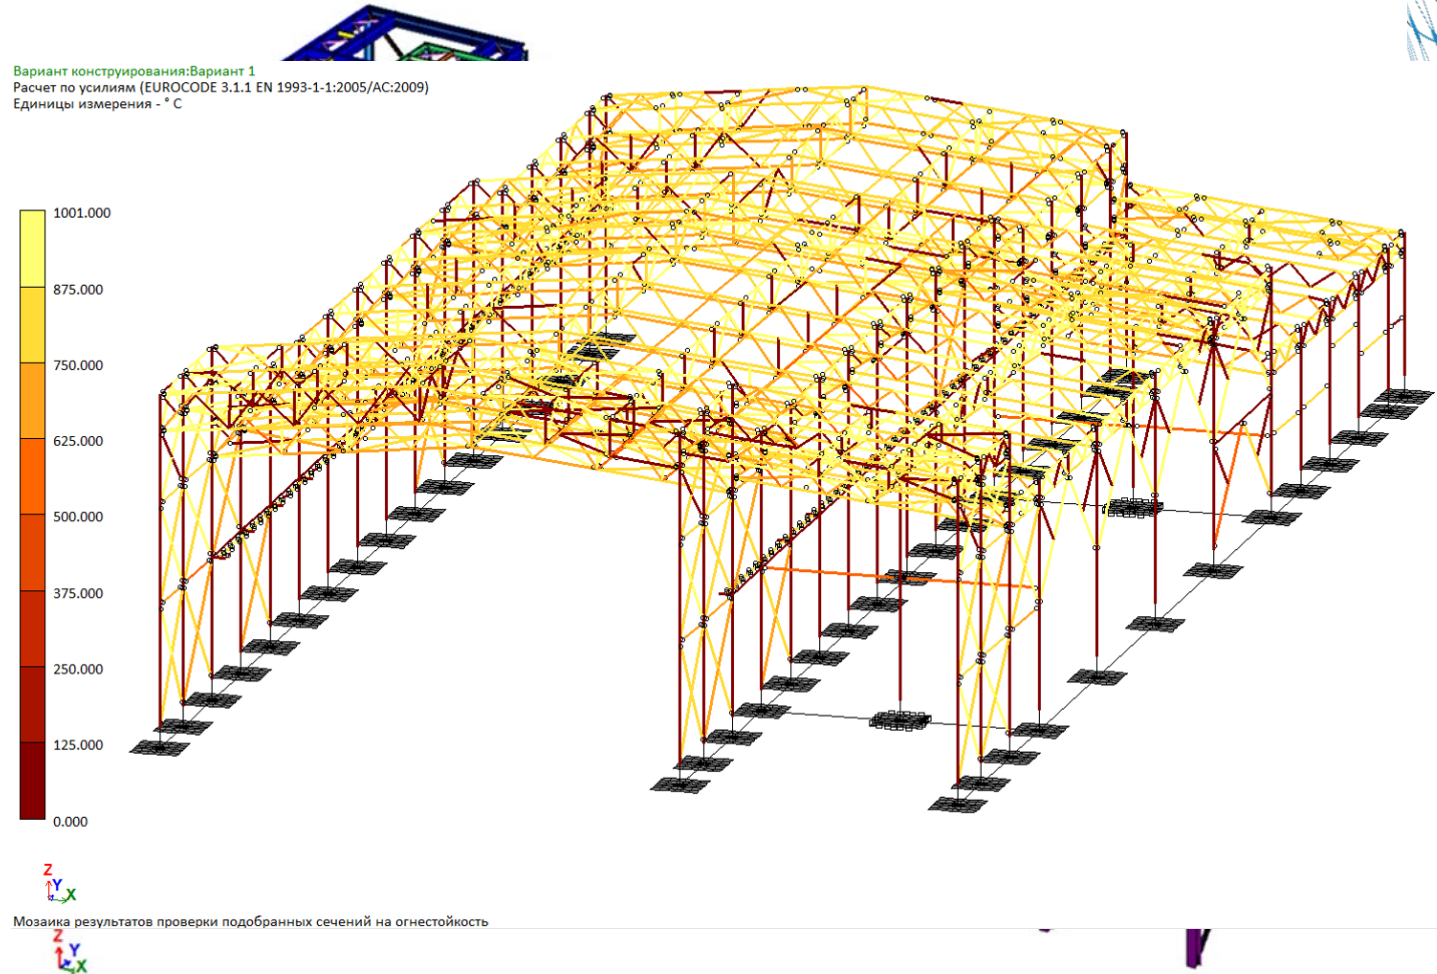 Вариант конструирования:Вариант 1
Расчет по усилиям (EUROCODE 3.1.1 EN 1993-1-1:2005/AC:2009)
Единицы измерения - ° C
1001.000
875.000
750.000
625.000
500.000
375.000
250.000
125.000
0.000
Z
Y
X
Мозаика результатов проверки подобранных сечений на огнестойкость
Z
Y
X